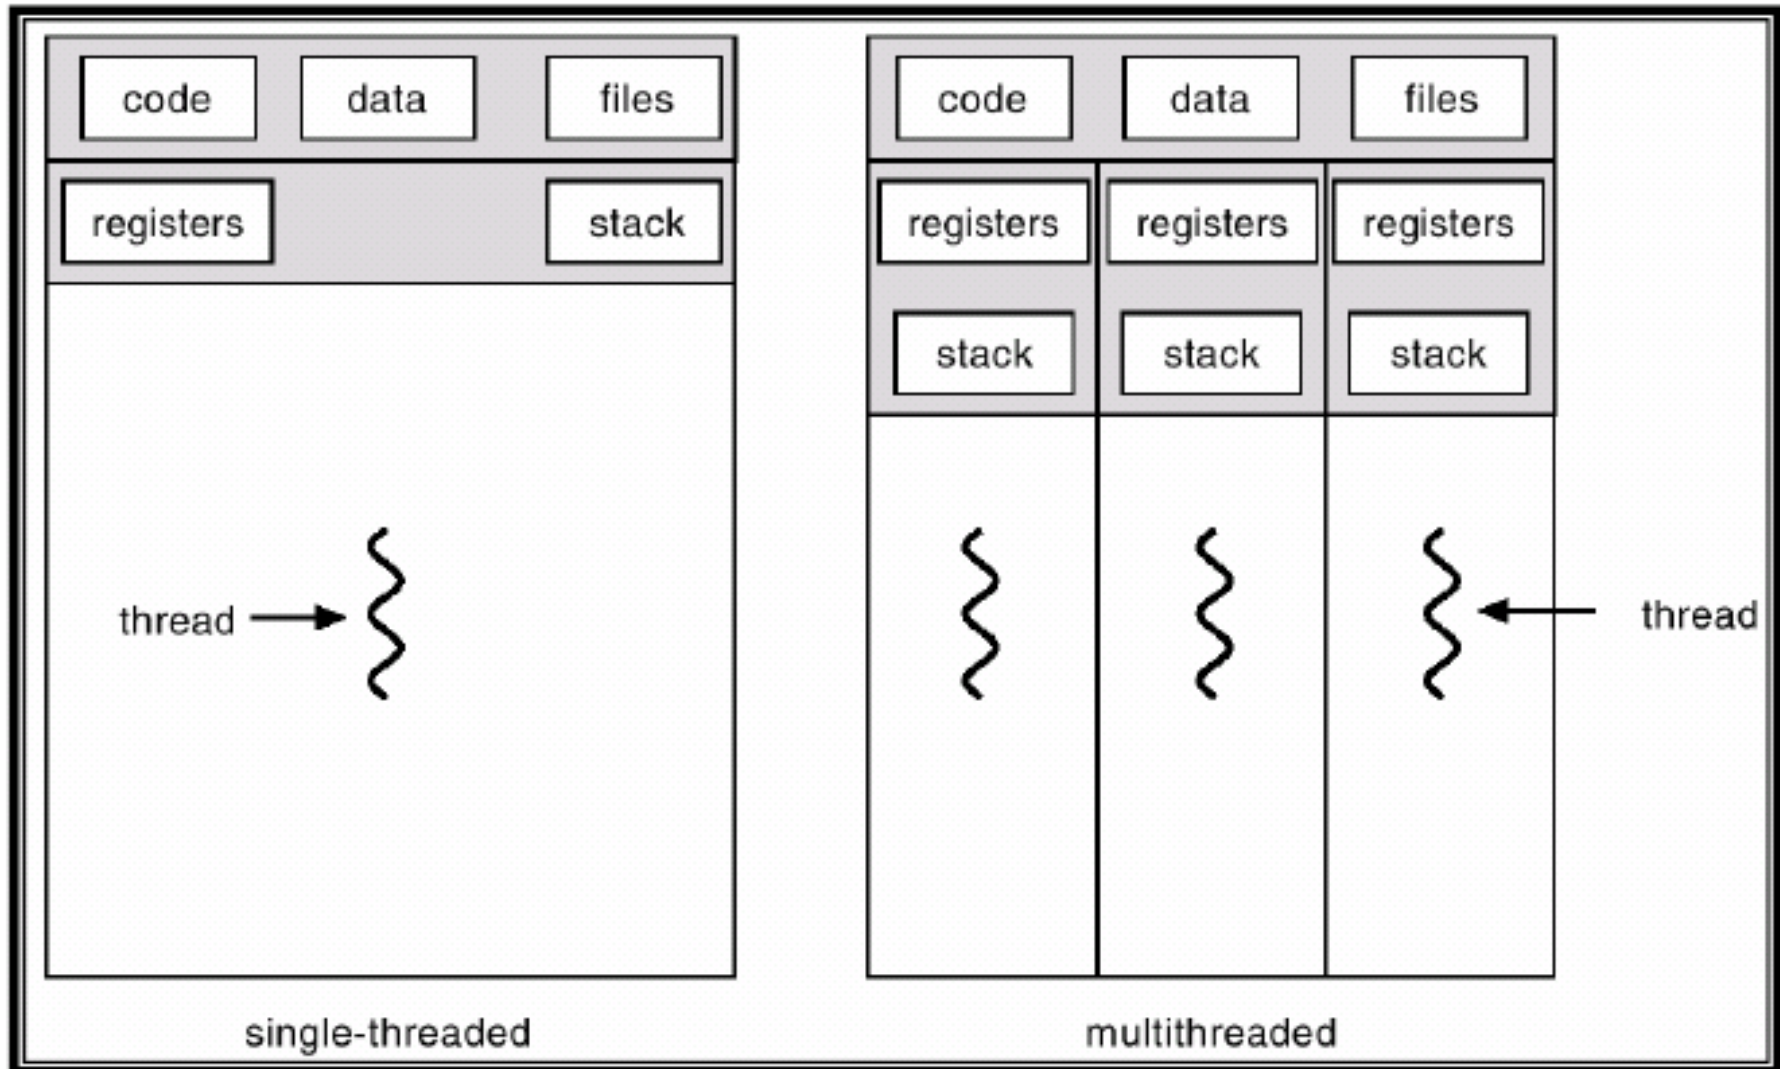 code data files
registers stack
thread
single-threaded
code data files
registers registers registers
stack stack stack
thread
multithreaded